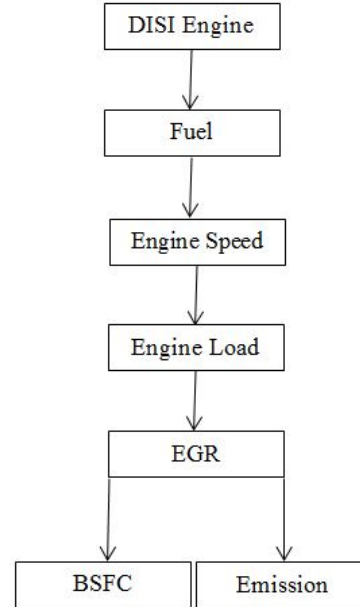 DISI Engine
Fuel
Engine Speed
Engine Load
EGR
BSFC
Emission